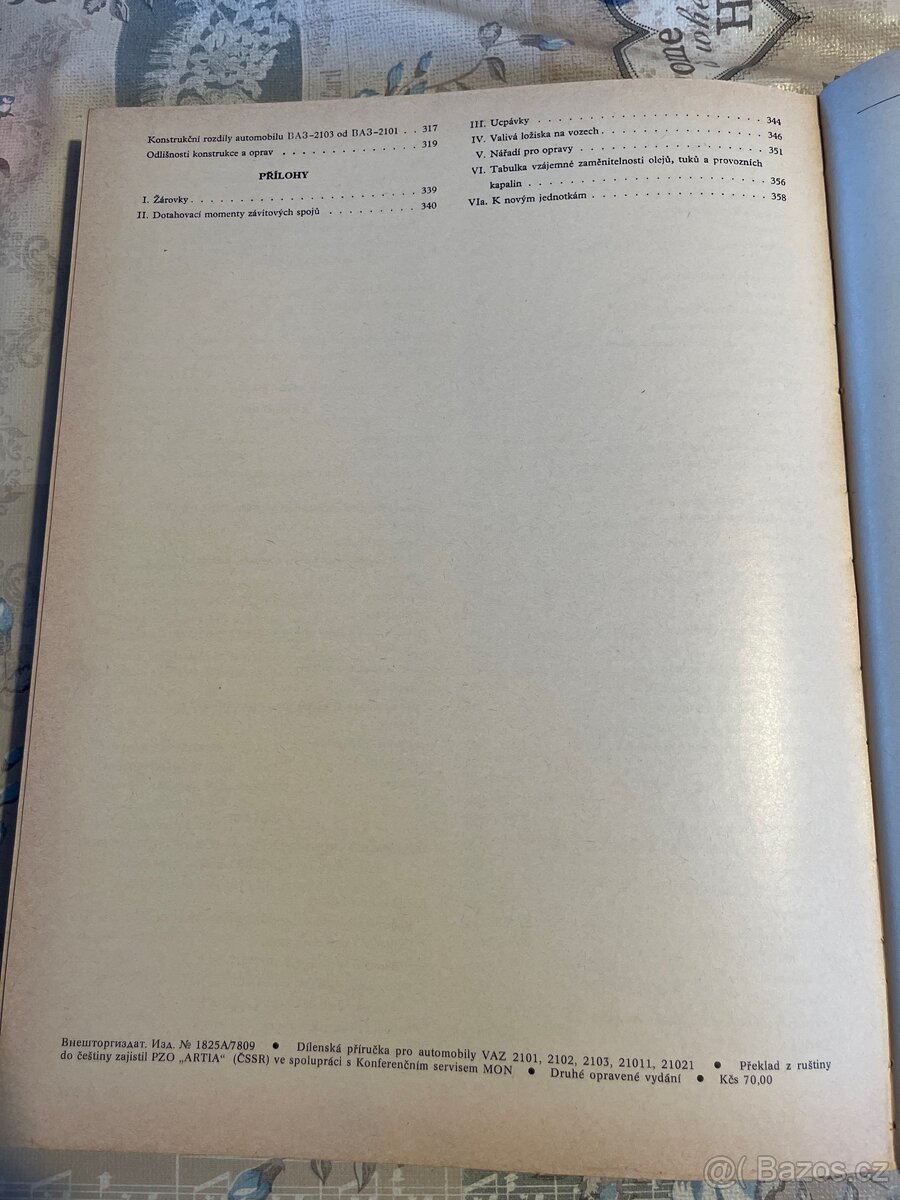 Konstrukční rozdíly automobilu ВАЗ-2103 od ВАЗ-2101 . . 317
Odlišnosti konstrukce a oprav . . . . . . . . . . . . . . 319
PŘÍLOHY
I. Žárovky . . . . . . . . . . . . . . . . . . . . . . . . 339
II. Dotahovací momenty závitových spojů . . . . . . . . . 340
III. Ucpávky . . . . . . . . . . . . . . . . . . . . . . . 344
IV. Valivá ložiska na vozech . . . . . . . . . . . . . . . 346
V. Nářadí pro opravy . . . . . . . . . . . . . . . . . . 351
VI. Tabulka vzájemné zaměnitelnosti olejů, tuků a provozních
kapalin . . . . . . . . . . . . . . . . . . . . . . . 356
VIa. K novým jednotkám . . . . . . . . . . . . . . . . . . 358
Внешторгиздат. Изд. № 1825А/7809 ● Dílenská příručka pro automobily VAZ 2101, 2102, 2103, 21011, 21021 ● Překlad z ruštiny
do češtiny zajistil PZO „ARTIA“ (ČSSR) ve spolupráci s Konferenčním servisem MON ● Druhé opravené vydání ● Kčs 70,00
@( Bazos.cz